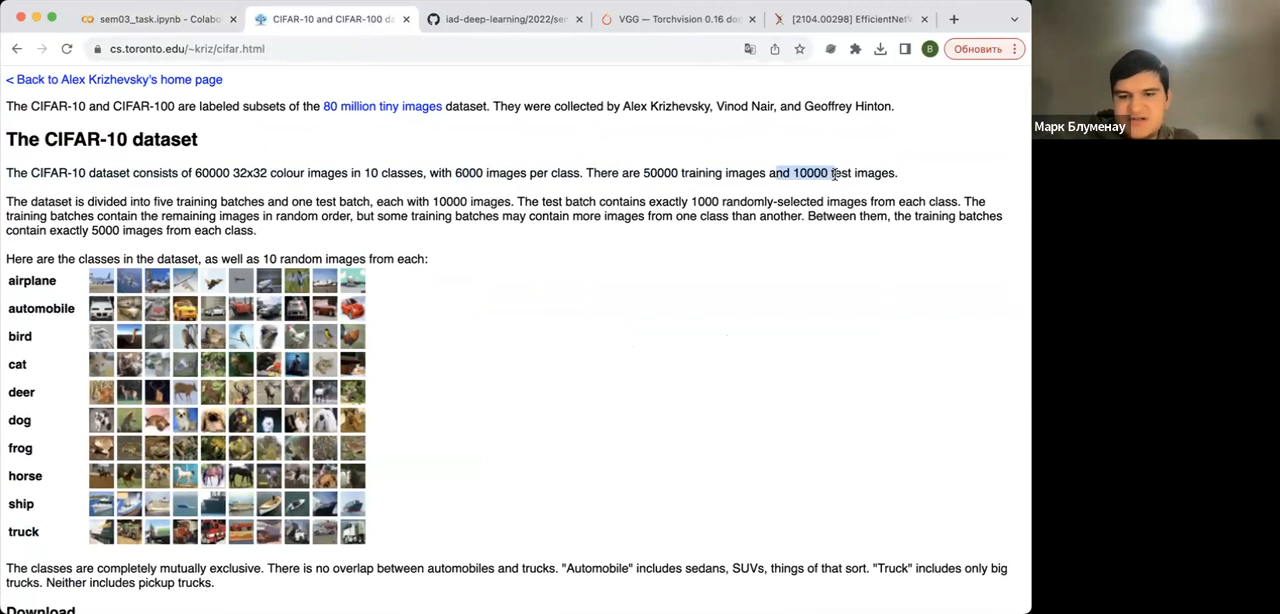 sem03_task.ipynb - Colabo
CIFAR-10 and CIFAR-100 da
iad-deep-learning/2022/ser
VGG — Torchvision 0.16 do
[2104.00298] EfficientNetV
cs.toronto.edu/~kriz/cifar.html
B
Обновить
< Back to Alex Krizhevsky's home page
The CIFAR-10 and CIFAR-100 are labeled subsets of the 80 million tiny images dataset. They were collected by Alex Krizhevsky, Vinod Nair, and Geoffrey Hinton.
Марк Блуменау
The CIFAR-10 dataset
The CIFAR-10 dataset consists of 60000 32x32 colour images in 10 classes, with 6000 images per class. There are 50000 training images and 10000 test images.
The dataset is divided into five training batches and one test batch, each with 10000 images. The test batch contains exactly 1000 randomly-selected images from each class. The
training batches contain the remaining images in random order, but some training batches may contain more images from one class than another. Between them, the training batches
contain exactly 5000 images from each class.
Here are the classes in the dataset, as well as 10 random images from each:
airplane
automobile
bird
cat
deer
dog
frog
horse
ship
truck
The classes are completely mutually exclusive. There is no overlap between automobiles and trucks. "Automobile" includes sedans, SUVs, things of that sort. "Truck" includes only big
trucks. Neither includes pickup trucks.
Download